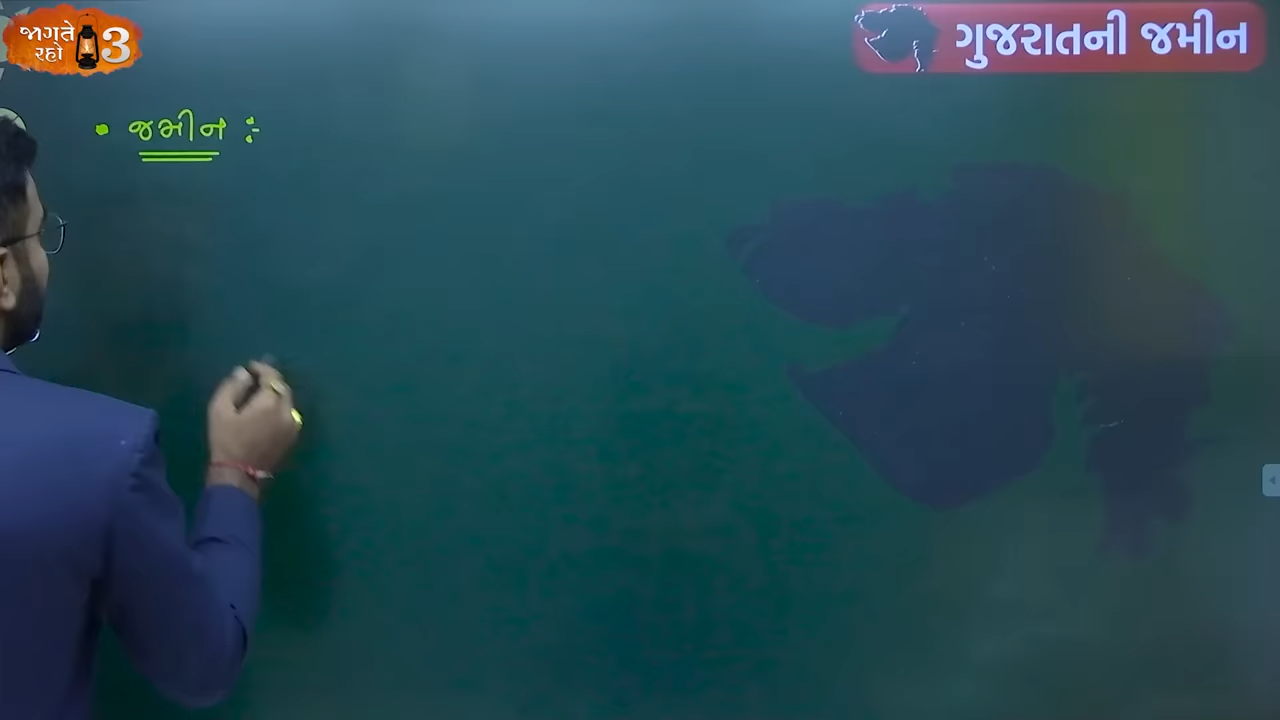 જાગતે
રહો 3
ગુજરાતની જમીન
• જમીન :-